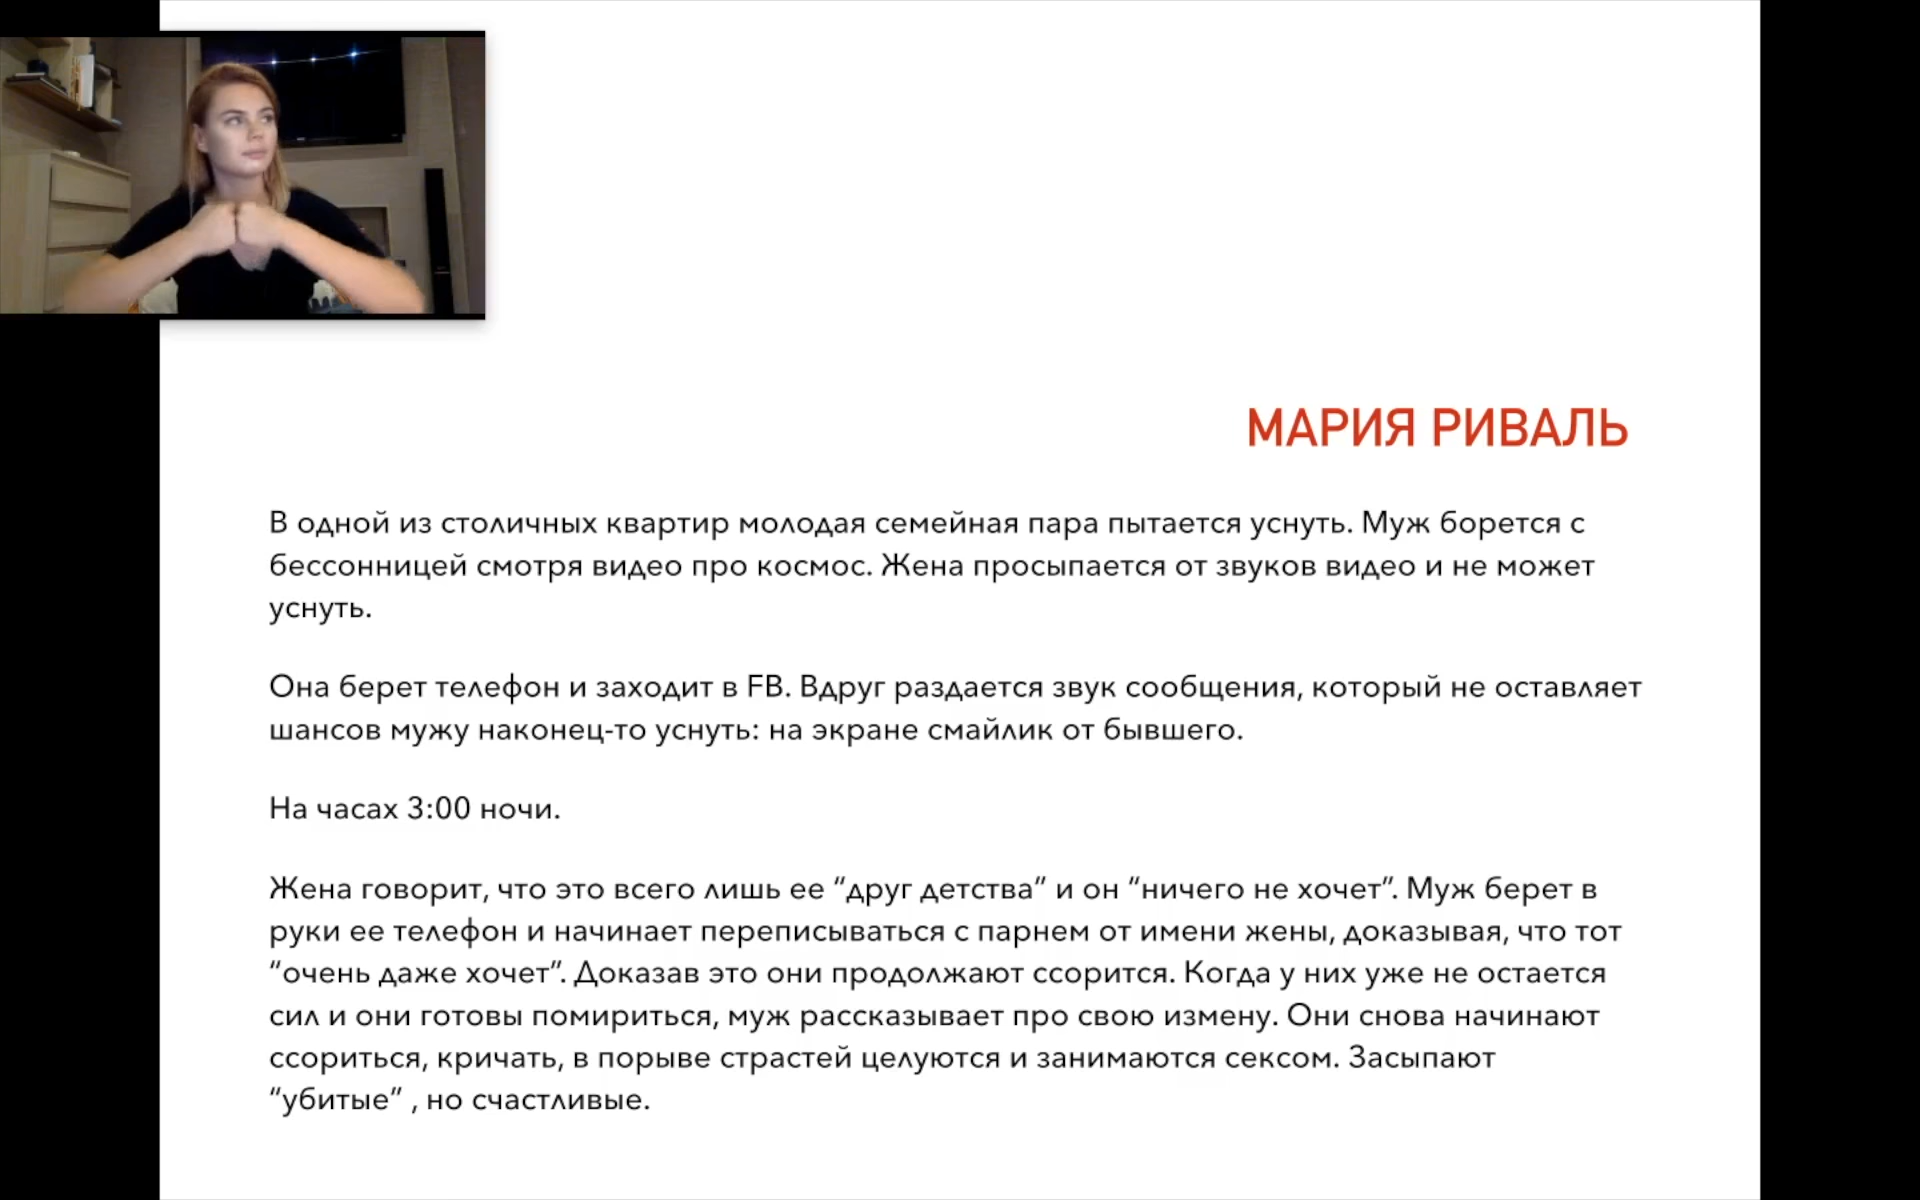 МАРИЯ РИВАЛЬ
В одной из столичных квартир молодая семейная пара пытается уснуть. Муж борется с
бессонницей смотря видео про космос. Жена просыпается от звуков видео и не может
уснуть.
Она берет телефон и заходит в FB. Вдруг раздается звук сообщения, который не оставляет
шансов мужу наконец-то уснуть: на экране смайлик от бывшего.
На часах 3:00 ночи.
Жена говорит, что это всего лишь ее “друг детства” и он “ничего не хочет”. Муж берет в
руки ее телефон и начинает переписываться с парнем от имени жены, доказывая, что тот
“очень даже хочет”. Доказав это они продолжают ссорится. Когда у них уже не остается
сил и они готовы помириться, муж рассказывает про свою измену. Они снова начинают
ссориться, кричать, в порыве страстей целуются и занимаются сексом. Засыпают
“убитые” , но счастливые.